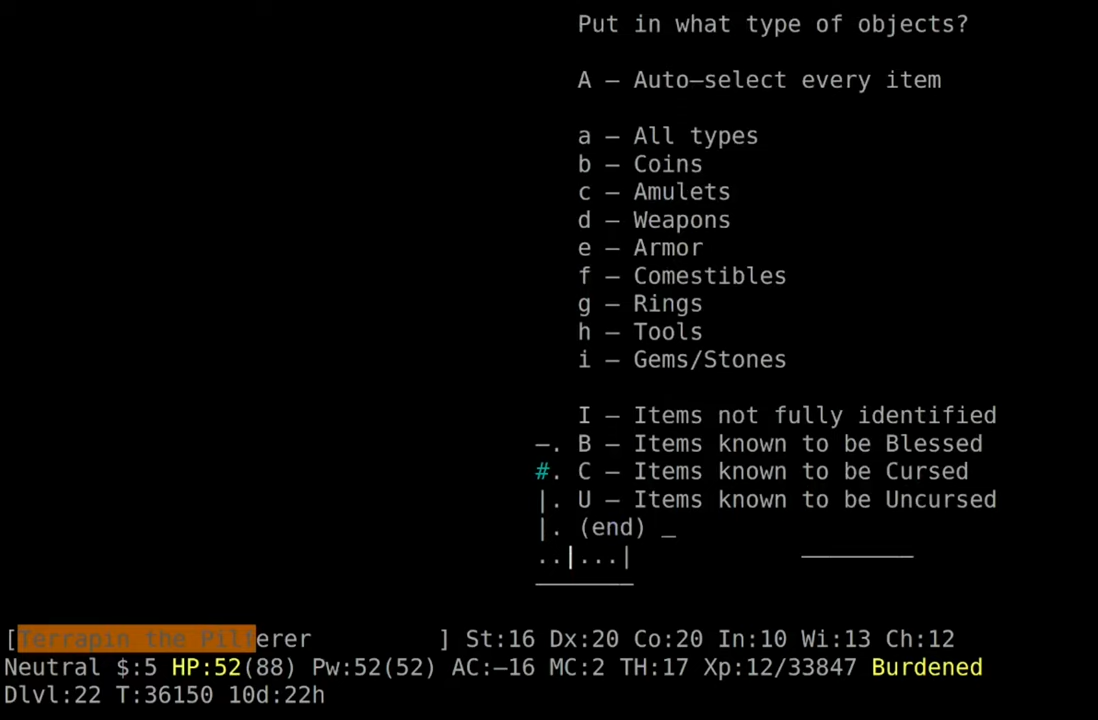 Put in what type of objects?
A – Auto–select every item
a – All types
b – Coins
c – Amulets
d – Weapons
e – Armor
f – Comestibles
g – Rings
h – Tools
i – Gems/Stones
I – Items not fully identified
–. B – Items known to be Blessed
#. C – Items known to be Cursed
|. U – Items known to be Uncursed
|. (end) _
..|...| ————————
———————
[Terrapin the Pilferer ] St:16 Dx:20 Co:20 In:10 Wi:13 Ch:12
Neutral $:5 HP:52(88) Pw:52(52) AC:–16 MC:2 TH:17 Xp:12/33847 Burdened
Dlvl:22 T:36150 10d:22h